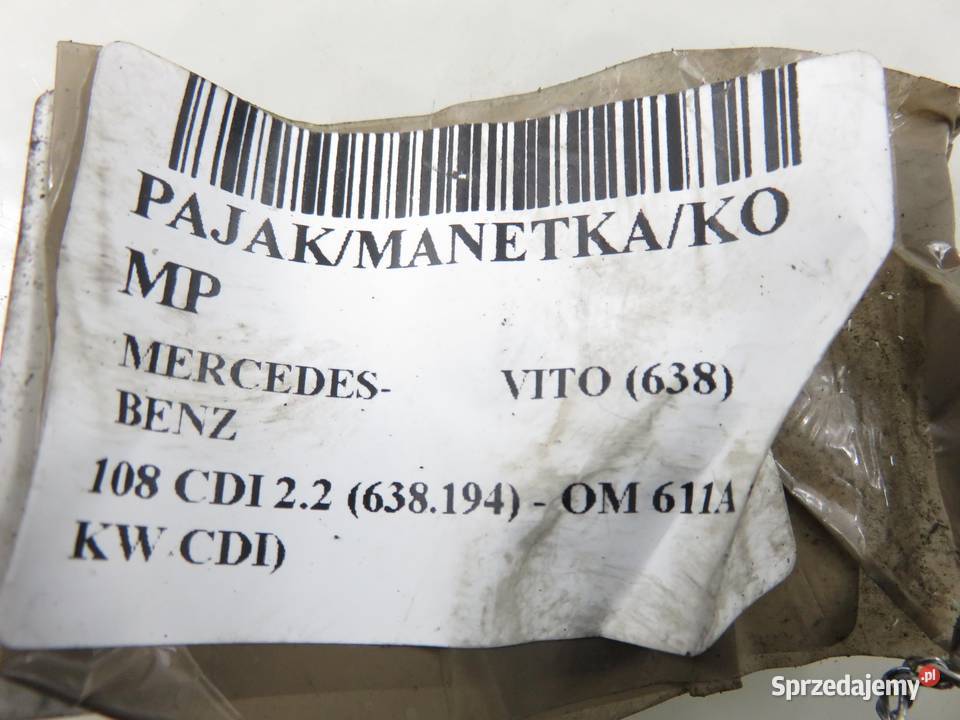 PAJAK/MANETKA/KO
MP
MERCEDES- VITO (638)
BENZ
108 CDI 2.2 (638.194) - OM 611A
KW CDI)
Sprzedajemy.pl